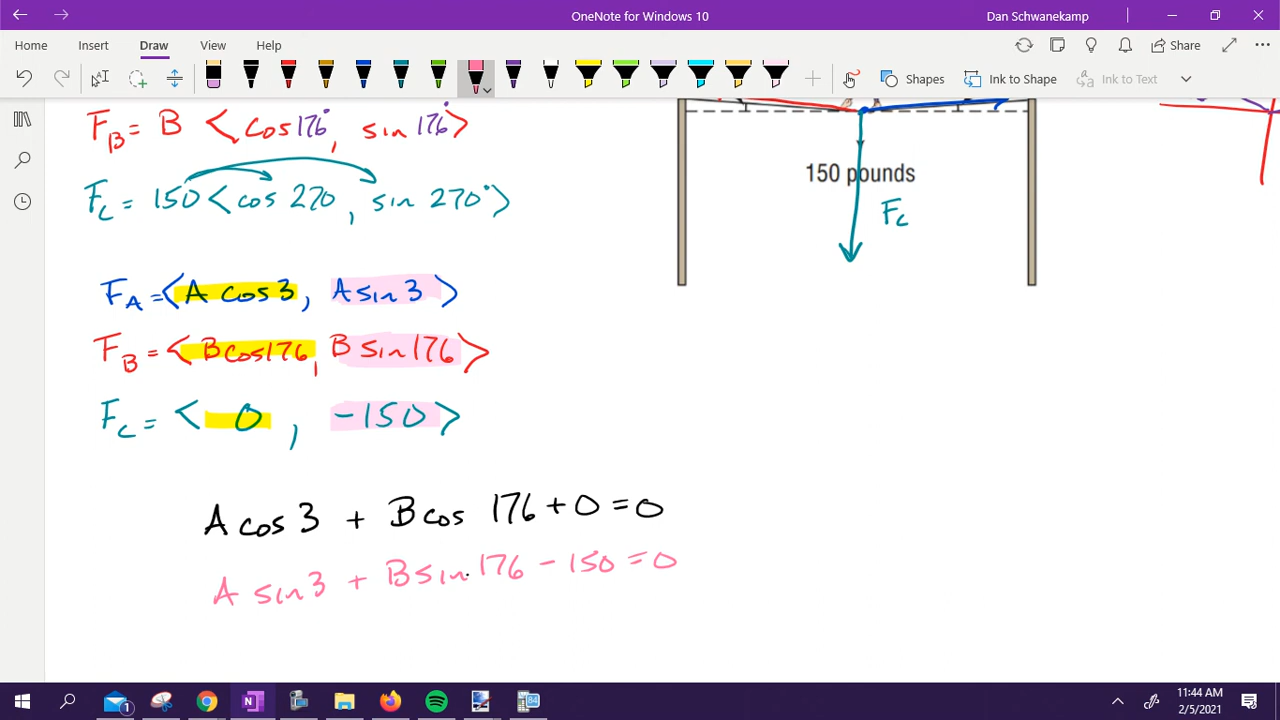 OneNote for Windows 10
Dan Schwanekamp
Home Insert Draw View Help
Share
Shapes
Ink to Shape
Ink to Text
F_B = B <cos 176°, sin 176°>
F_C = 150 <cos 270, sin 270°>
150 pounds
F_C
F_A = <A cos 3, A sin 3>
F_B = <B cos 176, B sin 176>
F_C = < 0 , -150 >
A cos 3 + B cos 176 + 0 = 0
A sin 3 + B sin 176 - 150 = 0
11:44 AM
2/5/2021